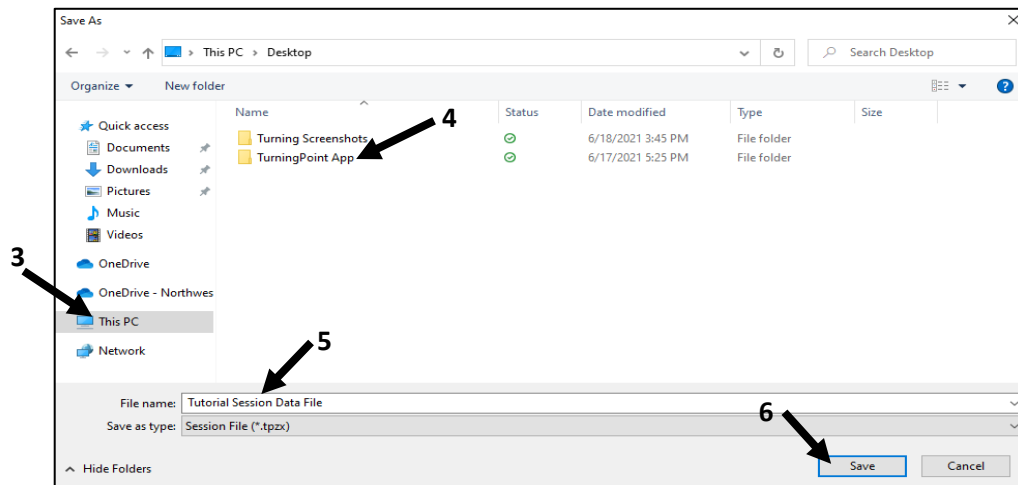 Save As
This PC > Desktop
Search Desktop
Organize
New folder
Name
Status
Date modified
Type
Size
4
Quick access
Turning Screenshots
6/18/2021 3:45 PM
File folder
Documents
TurningPoint App
6/17/2021 5:25 PM
File folder
Downloads
Pictures
Music
Videos
3
OneDrive
OneDrive - Northwes
This PC
Network
5
File name: Tutorial Session Data File
Save as type: Session File (*.tpzx)
6
Hide Folders
Save
Cancel